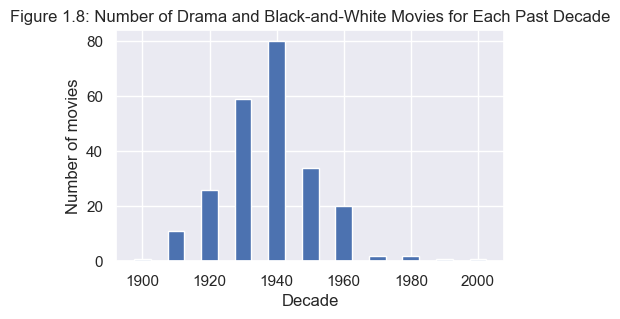 Figure 1.8: Number of Drama and Black-and-White Movies for Each Past Decade
80
60
40
20
0
Number of movies
1900 1920 1940 1960 1980 2000
Decade